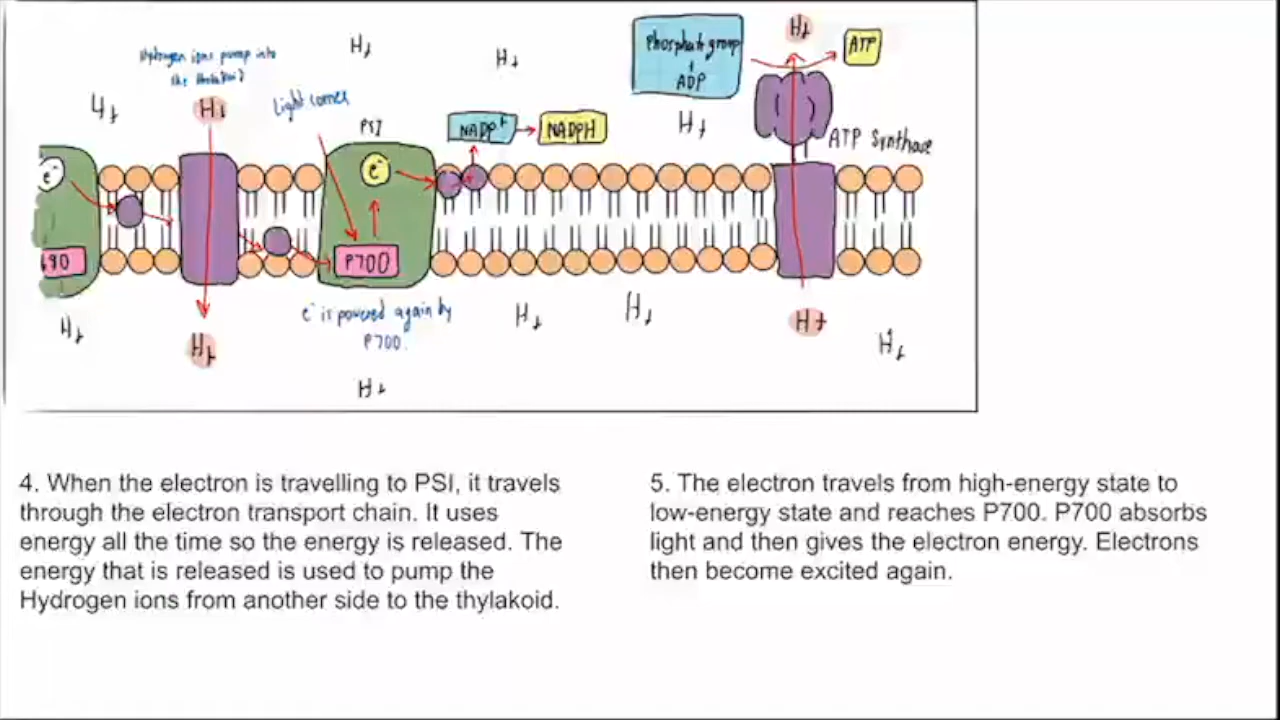 Hydrogen ions pump into
the thylakoid
H+
H+
Phosphate group
+
ADP
H+
ATP
H+
H+
Light comes
PSI
NADP+
NADPH
H+
ATP Synthase
e-
e-
690
P700
e- is powered again by
P700.
H+
H+
H+
H+
H+
H+
H+
4. When the electron is travelling to PSI, it travels
through the electron transport chain. It uses
energy all the time so the energy is released. The
energy that is released is used to pump the
Hydrogen ions from another side to the thylakoid.
5. The electron travels from high-energy state to
low-energy state and reaches P700. P700 absorbs
light and then gives the electron energy. Electrons
then become excited again.